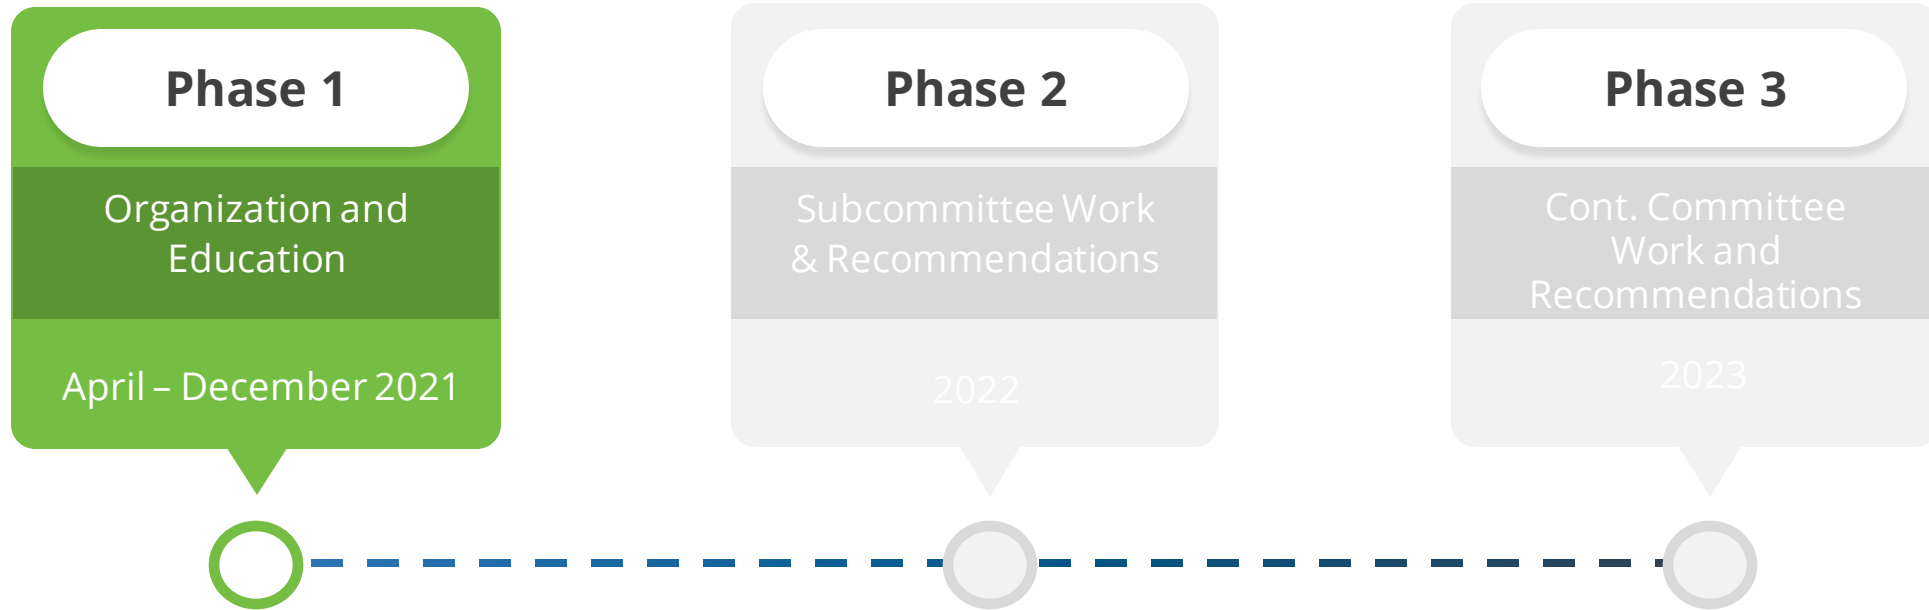 Phase 1
Organization and
Education
April – December 2021
Phase 2
Subcommittee Work
& Recommendations
2022
Phase 3
Cont. Committee
Work and
Recommendations
2023